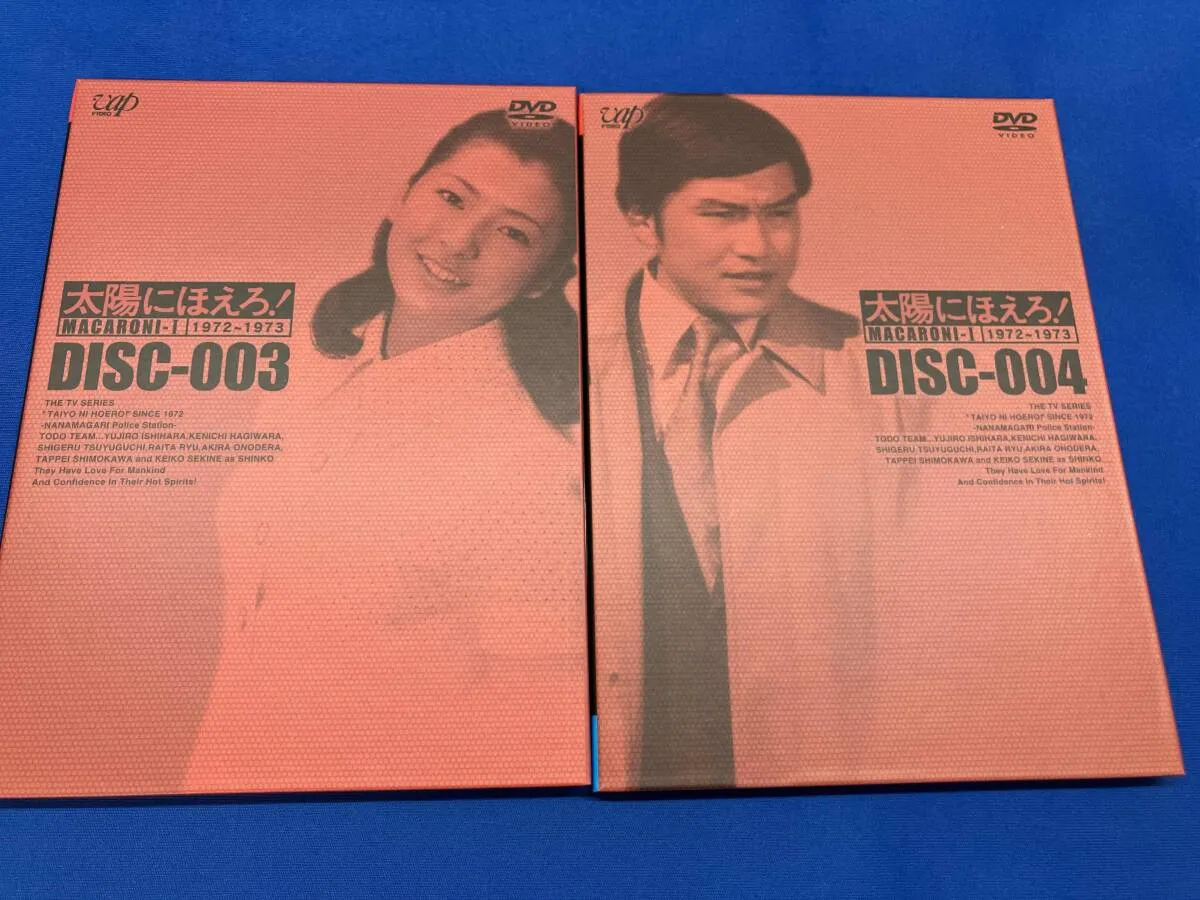 vap
VIDEO
DVD
VIDEO
太陽にほえろ!
MACARONI-I 1972~1973
DISC-003
THE TV SERIES
"TAIYO NI HOERO!" SINCE 1972
-NANAMAGARI Police Station-
TODO TEAM...YUJIRO ISHIHARA,KENICHI HAGIWARA,
SHIGERU TSUYUGUCHI,RAITA RYU,AKIRA ONODERA,
TAPPEI SHIMOKAWA and KEIKO SEKINE as SHINKO
They Have Love For Mankind
And Confidence In Their Hot Spirits!
vap
VIDEO
DVD
VIDEO
太陽にほえろ!
MACARONI-I 1972~1973
DISC-004
THE TV SERIES
"TAIYO NI HOERO!" SINCE 1972
-NANAMAGARI Police Station-
TODO TEAM...YUJIRO ISHIHARA,KENICHI HAGIWARA,
SHIGERU TSUYUGUCHI,RAITA RYU,AKIRA ONODERA,
TAPPEI SHIMOKAWA and KEIKO SEKINE as SHINKO
They Have Love For Mankind
And Confidence In Their Hot Spirits!